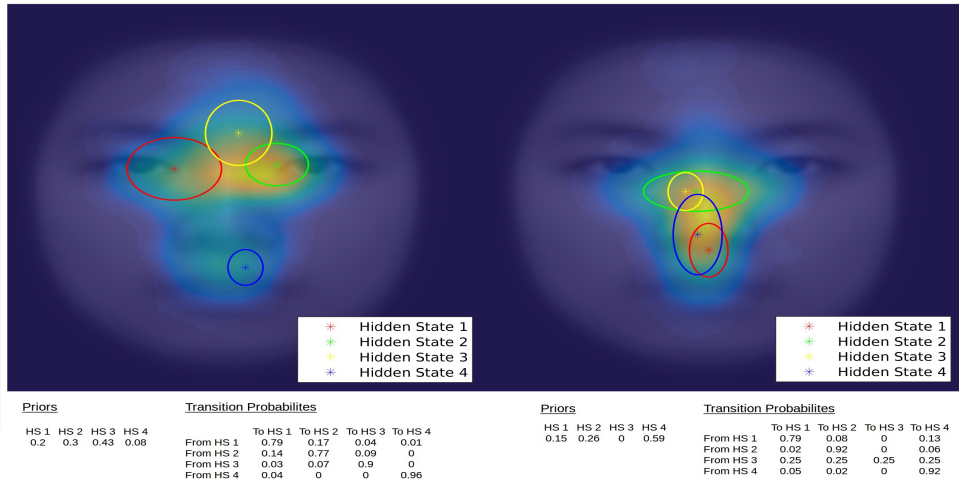 Hidden State 1
Hidden State 2
Hidden State 3
Hidden State 4
Priors
HS 1 HS 2 HS 3 HS 4
0.2 0.3 0.43 0.08
Transition Probabilites
To HS 1 To HS 2 To HS 3 To HS 4
From HS 1 0.79 0.17 0.04 0.01
From HS 2 0.14 0.77 0.09 0
From HS 3 0.03 0.07 0.9 0
From HS 4 0.04 0 0 0.96
Hidden State 1
Hidden State 2
Hidden State 3
Hidden State 4
Priors
HS 1 HS 2 HS 3 HS 4
0.15 0.26 0 0.59
Transition Probabilites
To HS 1 To HS 2 To HS 3 To HS 4
From HS 1 0.79 0.08 0 0.13
From HS 2 0.02 0.92 0 0.06
From HS 3 0.25 0.25 0.25 0.25
From HS 4 0.05 0.02 0 0.92